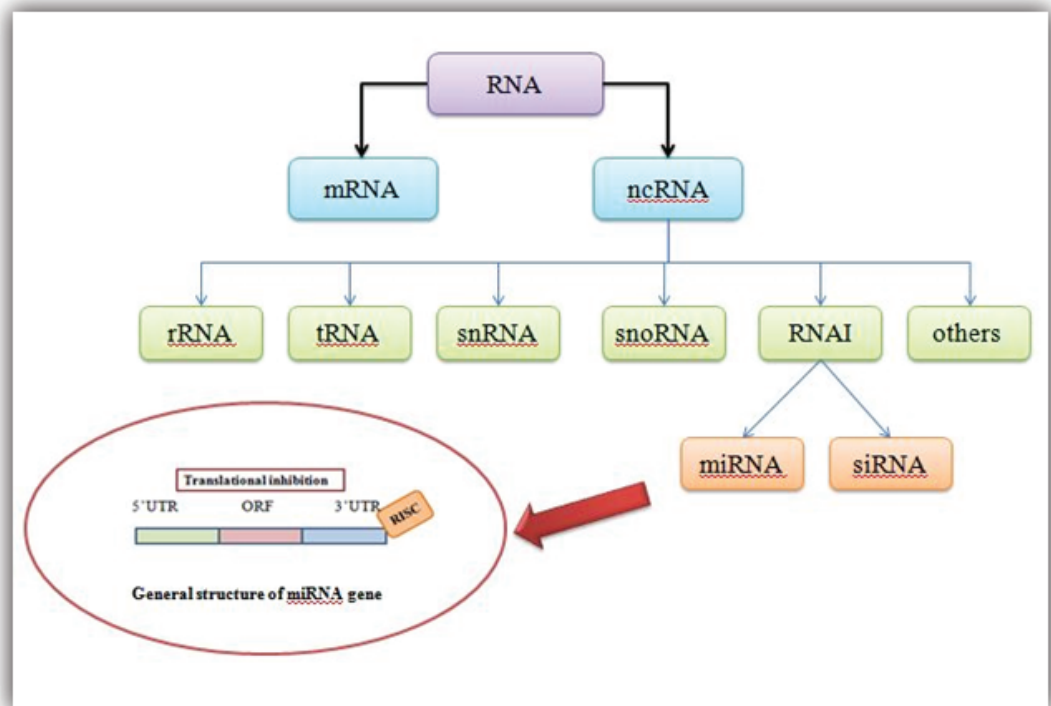 RNA
mRNA
ncRNA
rRNA
tRNA
snRNA
snoRNA
RNAI
others
miRNA
siRNA
Translational inhibition
5'UTR
ORF
3'UTR
RISC
General structure of miRNA gene